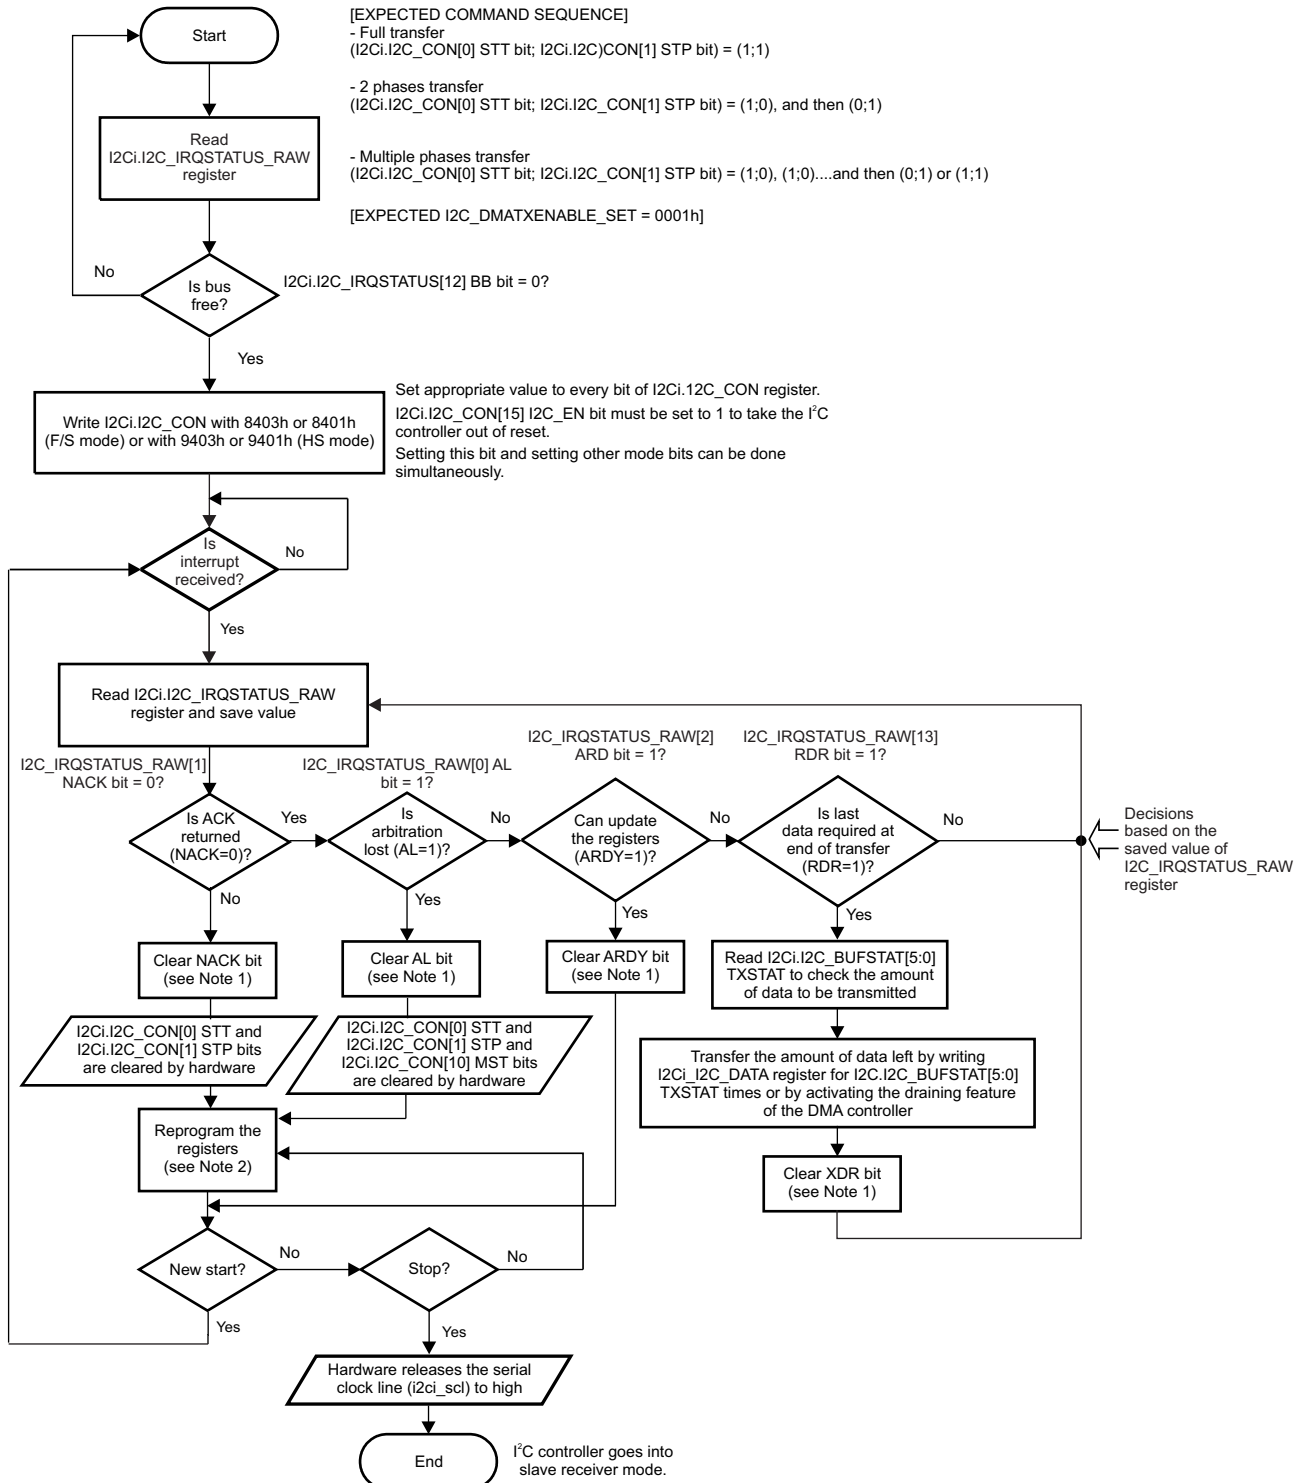 Start
[EXPECTED COMMAND SEQUENCE]
- Full transfer
(I2Ci.I2C_CON[0] STT bit; I2Ci.I2C)CON[1] STP bit) = (1;1)
- 2 phases transfer
(I2Ci.I2C_CON[0] STT bit; I2Ci.I2C_CON[1] STP bit) = (1;0), and then (0;1)
- Multiple phases transfer
(I2Ci.I2C_CON[0] STT bit; I2Ci.I2C_CON[1] STP bit) = (1;0), (1;0)....and then (0;1) or (1;1)
[EXPECTED I2C_DMATXENABLE_SET = 0001h]
Read
I2Ci.I2C_IRQSTATUS_RAW
register
No
Is bus
free?
I2Ci.I2C_IRQSTATUS[12] BB bit = 0?
Yes
Write I2Ci.I2C_CON with 8403h or 8401h
(F/S mode) or with 9403h or 9401h (HS mode)
Set appropriate value to every bit of I2Ci.12C_CON register.
I2Ci.I2C_CON[15] I2C_EN bit must be set to 1 to take the I²C
controller out of reset.
Setting this bit and setting other mode bits can be done
simultaneously.
Is
interrupt
received?
No
Yes
Read I2Ci.I2C_IRQSTATUS_RAW
register and save value
I2C_IRQSTATUS_RAW[1]
NACK bit = 0?
I2C_IRQSTATUS_RAW[0] AL
bit = 1?
I2C_IRQSTATUS_RAW[2]
ARD bit = 1?
I2C_IRQSTATUS_RAW[13]
RDR bit = 1?
Is ACK
returned
(NACK=0)?
Yes
Is
arbitration
lost (AL=1)?
No
Can update
the registers
(ARDY=1)?
No
Is last
data required at
end of transfer
(RDR=1)?
No
Decisions
based on the
saved value of
I2C_IRQSTATUS_RAW
register
No
Yes
Yes
Yes
Clear NACK bit
(see Note 1)
Clear AL bit
(see Note 1)
Clear ARDY bit
(see Note 1)
Read I2Ci.I2C_BUFSTAT[5:0]
TXSTAT to check the amount
of data to be transmitted
I2Ci.I2C_CON[0] STT and
I2Ci.I2C_CON[1] STP bits
are cleared by hardware
I2Ci.I2C_CON[0] STT and
I2Ci.I2C_CON[1] STP and
I2Ci.I2C_CON[10] MST bits
are cleared by hardware
Transfer the amount of data left by writing
I2Ci_I2C_DATA register for I2C.I2C_BUFSTAT[5:0]
TXSTAT times or by activating the draining feature
of the DMA controller
Reprogram the
registers
(see Note 2)
Clear XDR bit
(see Note 1)
New start?
No
Stop?
No
Yes
Yes
Hardware releases the serial
clock line (i2ci_scl) to high
End
I²C controller goes into
slave receiver mode.